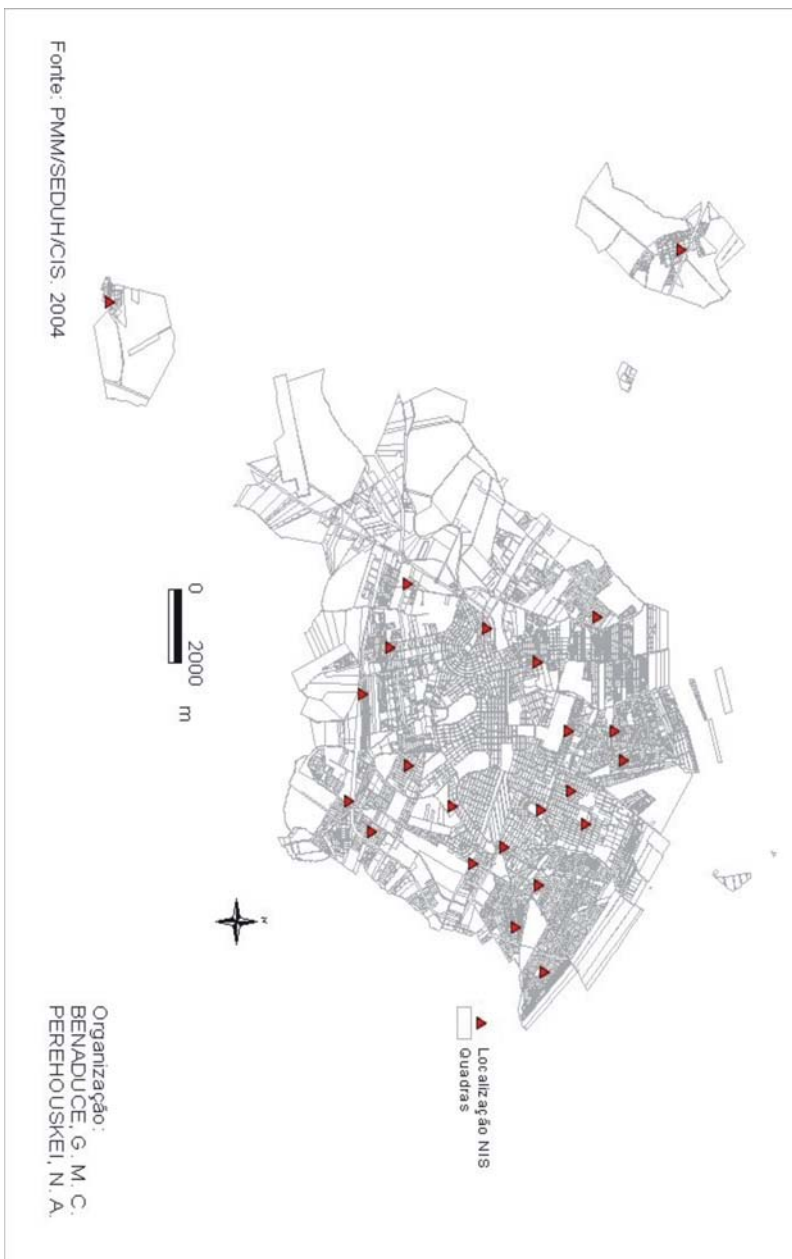 Localização NIS
Quadras
N
0 2000 m
Fonte: PMM/SEDUH/CIS. 2004
Organização:
BENADUCE, G. M. C.
PEREHOUSKEI, N. A.